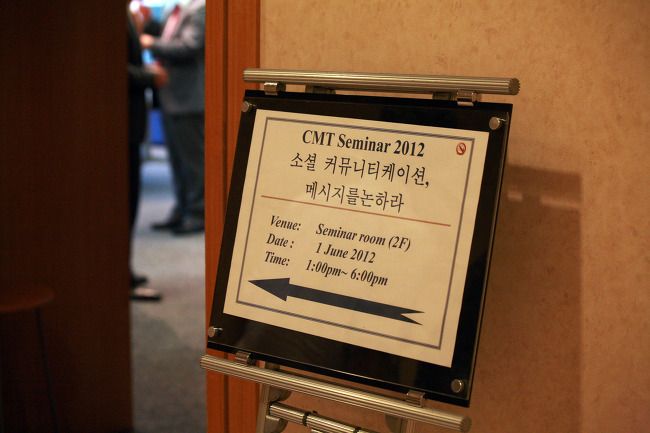 CMT Seminar 2012
소셜 커뮤니티케이션,
메시지를논하라
Venue: Seminar room (2F)
Date : 1 June 2012
Time: 1:00pm~ 6:00pm